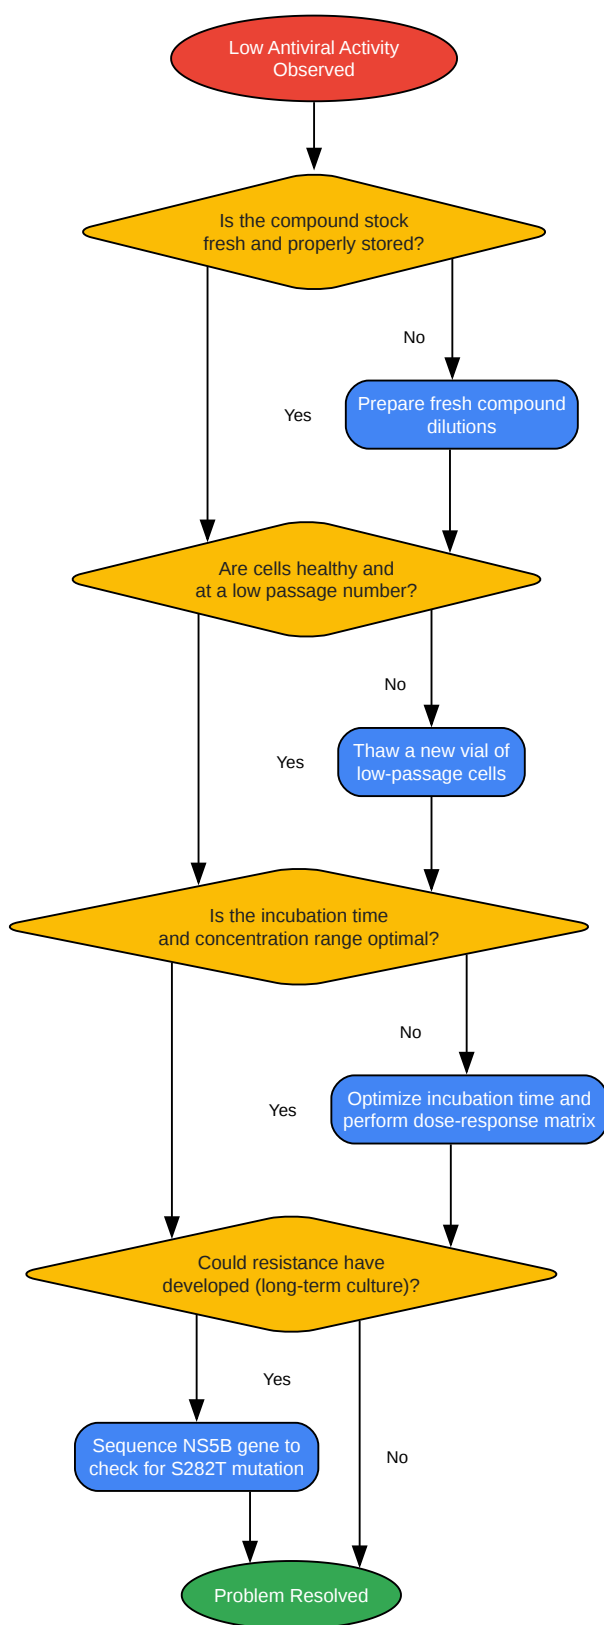 Low Antiviral Activity
Observed
Is the compound stock
fresh and properly stored?
No
Yes
Prepare fresh compound
dilutions
Are cells healthy and
at a low passage number?
No
Yes
Thaw a new vial of
low-passage cells
Is the incubation time
and concentration range optimal?
No
Yes
Optimize incubation time and
perform dose-response matrix
Could resistance have
developed (long-term culture)?
Yes
Sequence NS5B gene to
check for S282T mutation
No
Problem Resolved